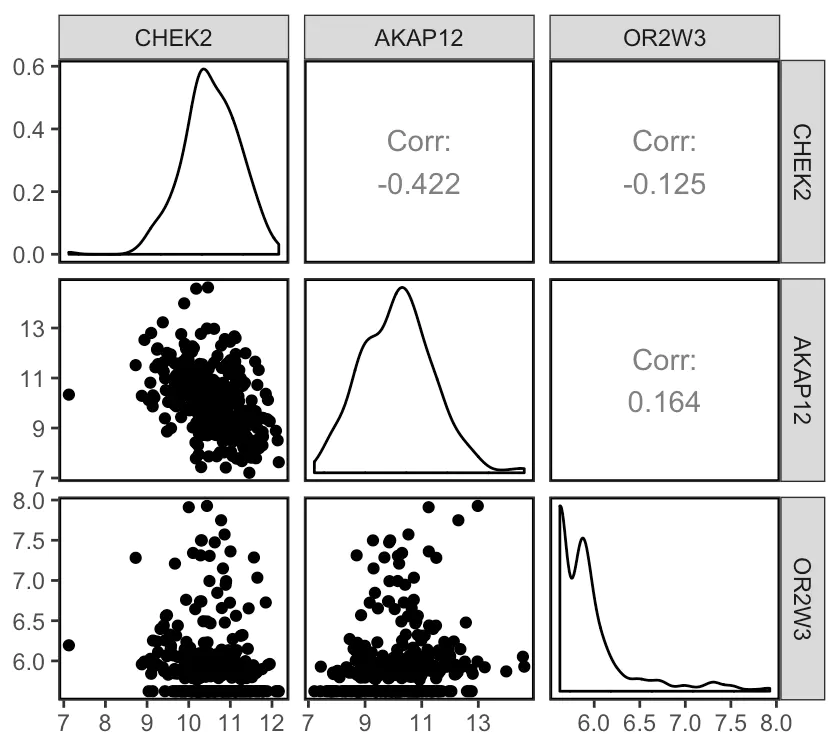 CHEK2 AKAP12 OR2W3
0.6
0.4
0.2
0.0
Corr:
-0.422
Corr:
-0.125
CHEK2
13
11
9
7
Corr:
0.164
AKAP12
8.0
7.5
7.0
6.5
6.0
OR2W3
7 8 9 10 11 12 7 9 11 13 6.0 6.5 7.0 7.5 8.0